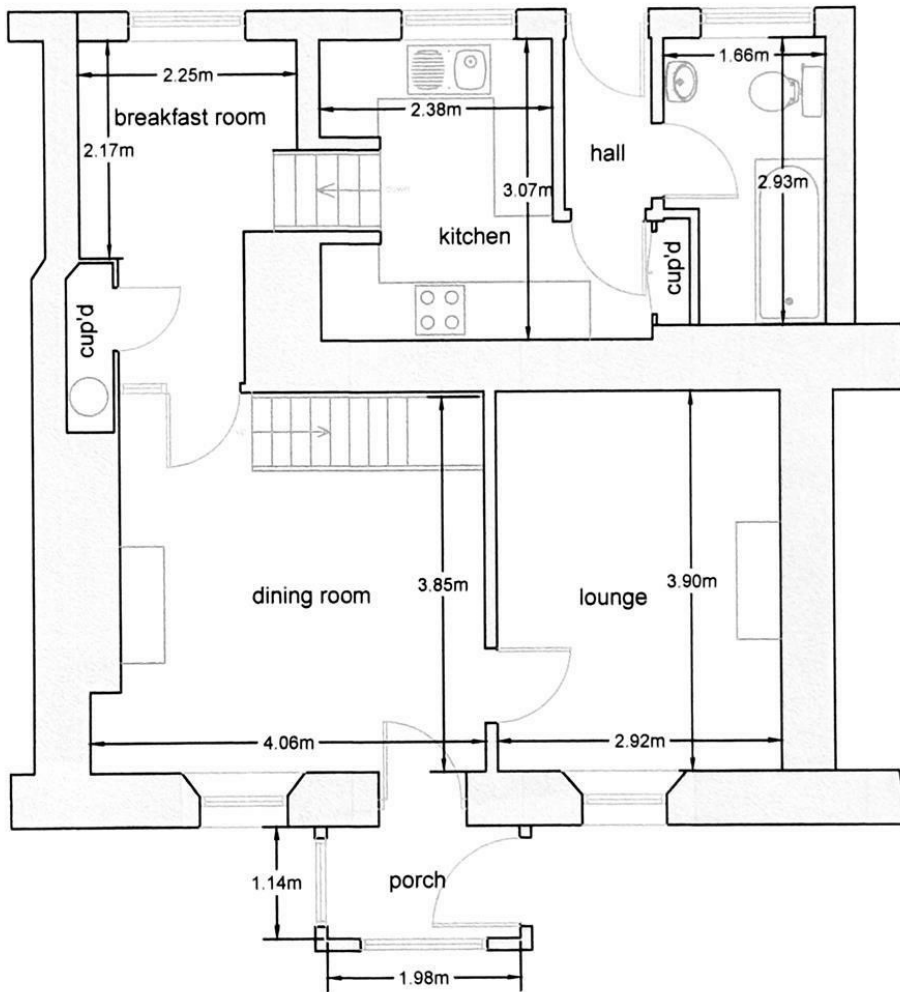 2.25m
2.38m
1.66m
breakfast room
2.17m
hall
3.07m
2.93m
kitchen
cup'd
cup'd
dining room
3.85m
lounge
3.90m
4.06m
2.92m
1.14m
porch
1.98m